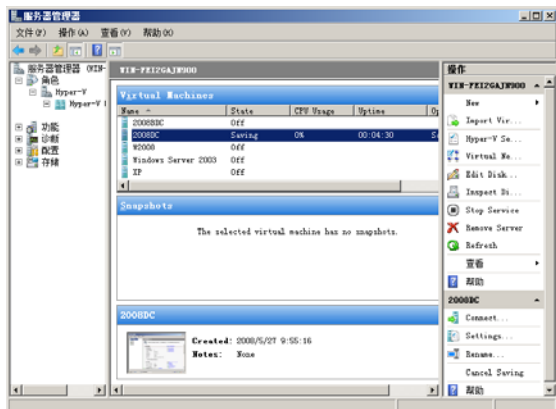 服务器管理器
文件(F) 操作(A) 查看(V) 帮助(H)
服务器管理器 (WIN-
角色
Hyper-V
Hyper-V
功能
诊断
配置
存储
WIN-PEI2GAJW900
Virtual Machines
Name State CPU Usage Uptime
2008BDC Off
2008DC Saving 0% 00:04:30
W2008 Off
Windows Server 2003 Off
XP Off
Snapshots
The selected virtual machine has no snapshots.
2008DC
Created: 2008/5/27 9:55:16
Notes: None
操作
WIN-PEI2GAJW900
New
Import Vir...
Hyper-V Se...
Virtual Ne...
Edit Disk...
Inspect Di...
Stop Service
Remove Server
Refresh
查看
帮助
2008DC
Connect...
Settings...
Rename...
Cancel Saving
帮助